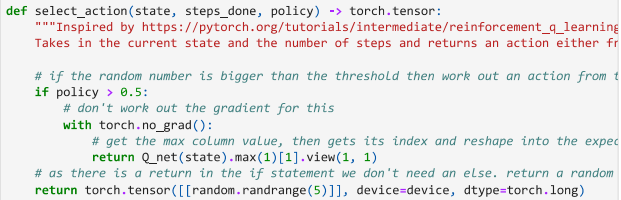 def select_action(state, steps_done, policy) -> torch.tensor:
"""Inspired by https://pytorch.org/tutorials/intermediate/reinforcement_q_learning
Takes in the current state and the number of steps and returns an action either
# if the random number is bigger than the threshold then work out an action from
if policy > 0.5:
# don't work out the gradient for this
with torch.no_grad():
# get the max column value, then gets its index and reshape into the
return Q_net(state).max(1)[1].view(1, 1)
# as there is a return in the if statement we don't need an else. return a random
return torch.tensor([[random.randrange(5)]], device=device, dtype=torch.long)